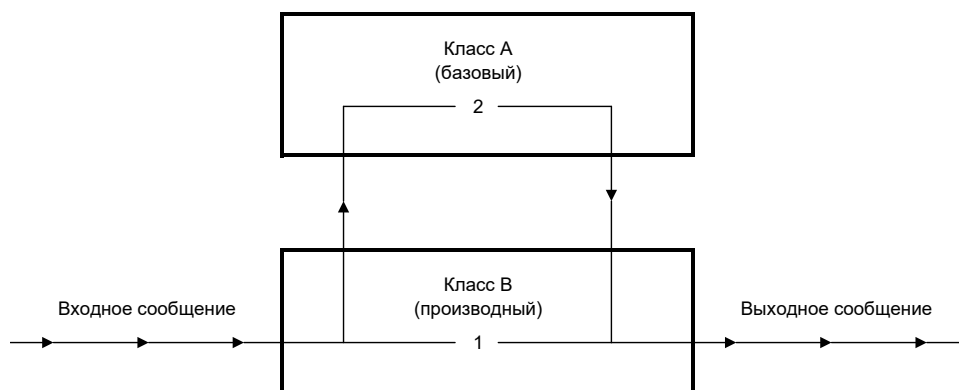 Класс A
(базовый)
2
Класс B
(производный)
Входное сообщение
1
Выходное сообщение